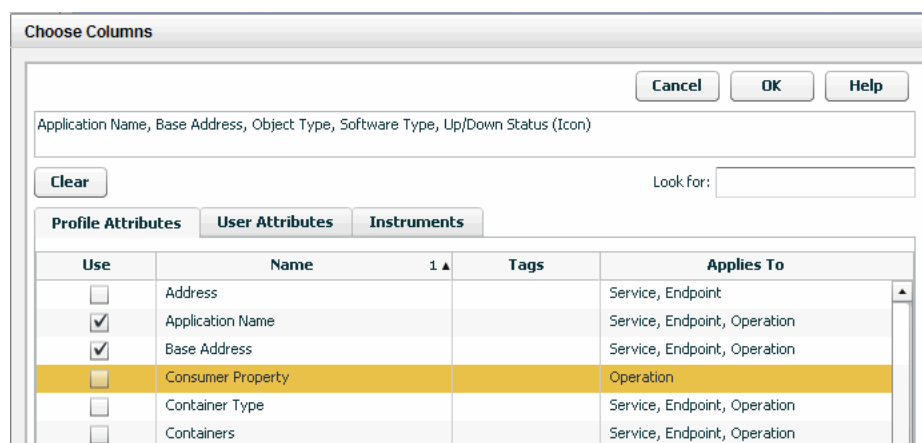 Choose Columns
Cancel OK Help
Application Name, Base Address, Object Type, Software Type, Up/Down Status (Icon)
Clear Look for:
Profile Attributes User Attributes Instruments
Use Name 1 ▲ Tags Applies To
Address Service, Endpoint
Application Name Service, Endpoint, Operation
Base Address Service, Endpoint, Operation
Consumer Property Operation
Container Type Service, Endpoint, Operation
Containers Service, Endpoint, Operation